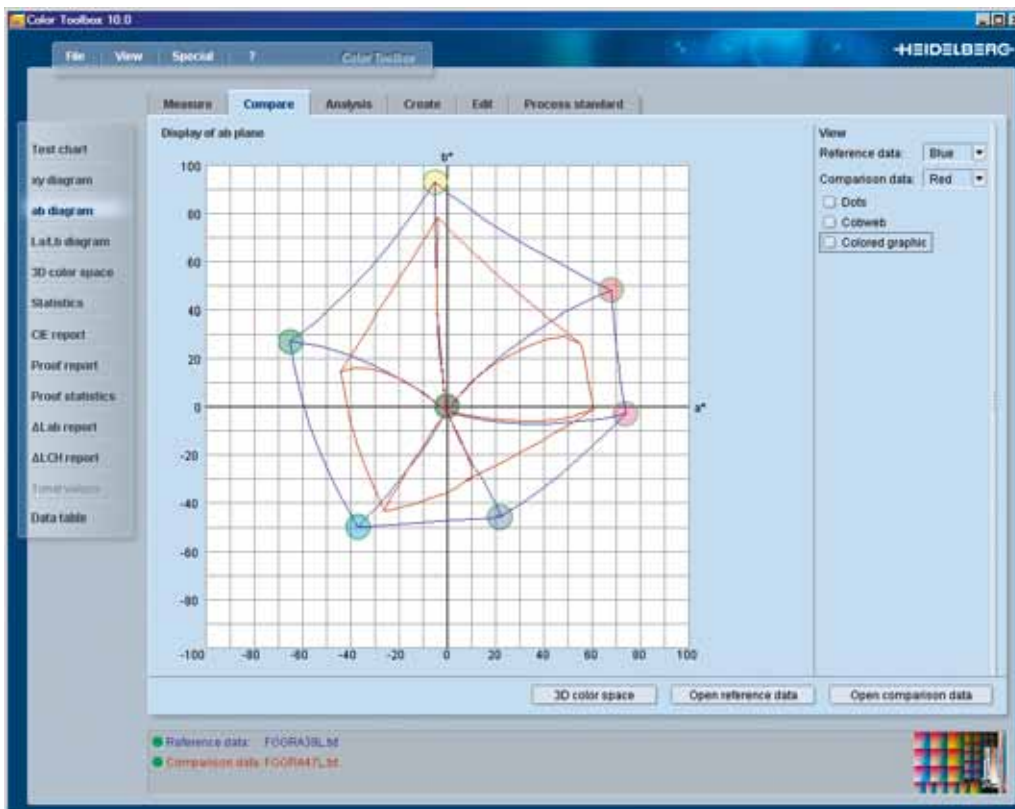 Color Toolbox 10.0
File View Special ? Color Toolbox
HEIDELBERG
Measure Compare Analysis Create Edit Process standard
Test chart
xy diagram
ab diagram
La/Lb diagram
3D color space
Statistics
CIE report
Proof report
Proof statistics
ΔLab report
ΔLCH report
Tonal values
Data table
Display of ab plane
b*
100
80
60
40
20
0
-20
-40
-60
-80
a*
-100 -80 -60 -40 -20 0 20 40 60 80 100
View
Reference data: Blue
Comparison data: Red
Dots
Cobweb
Colored graphic
3D color space Open reference data Open comparison data
Reference data: FOGRA39L.txt
Comparison data: FOGRA47L.txt